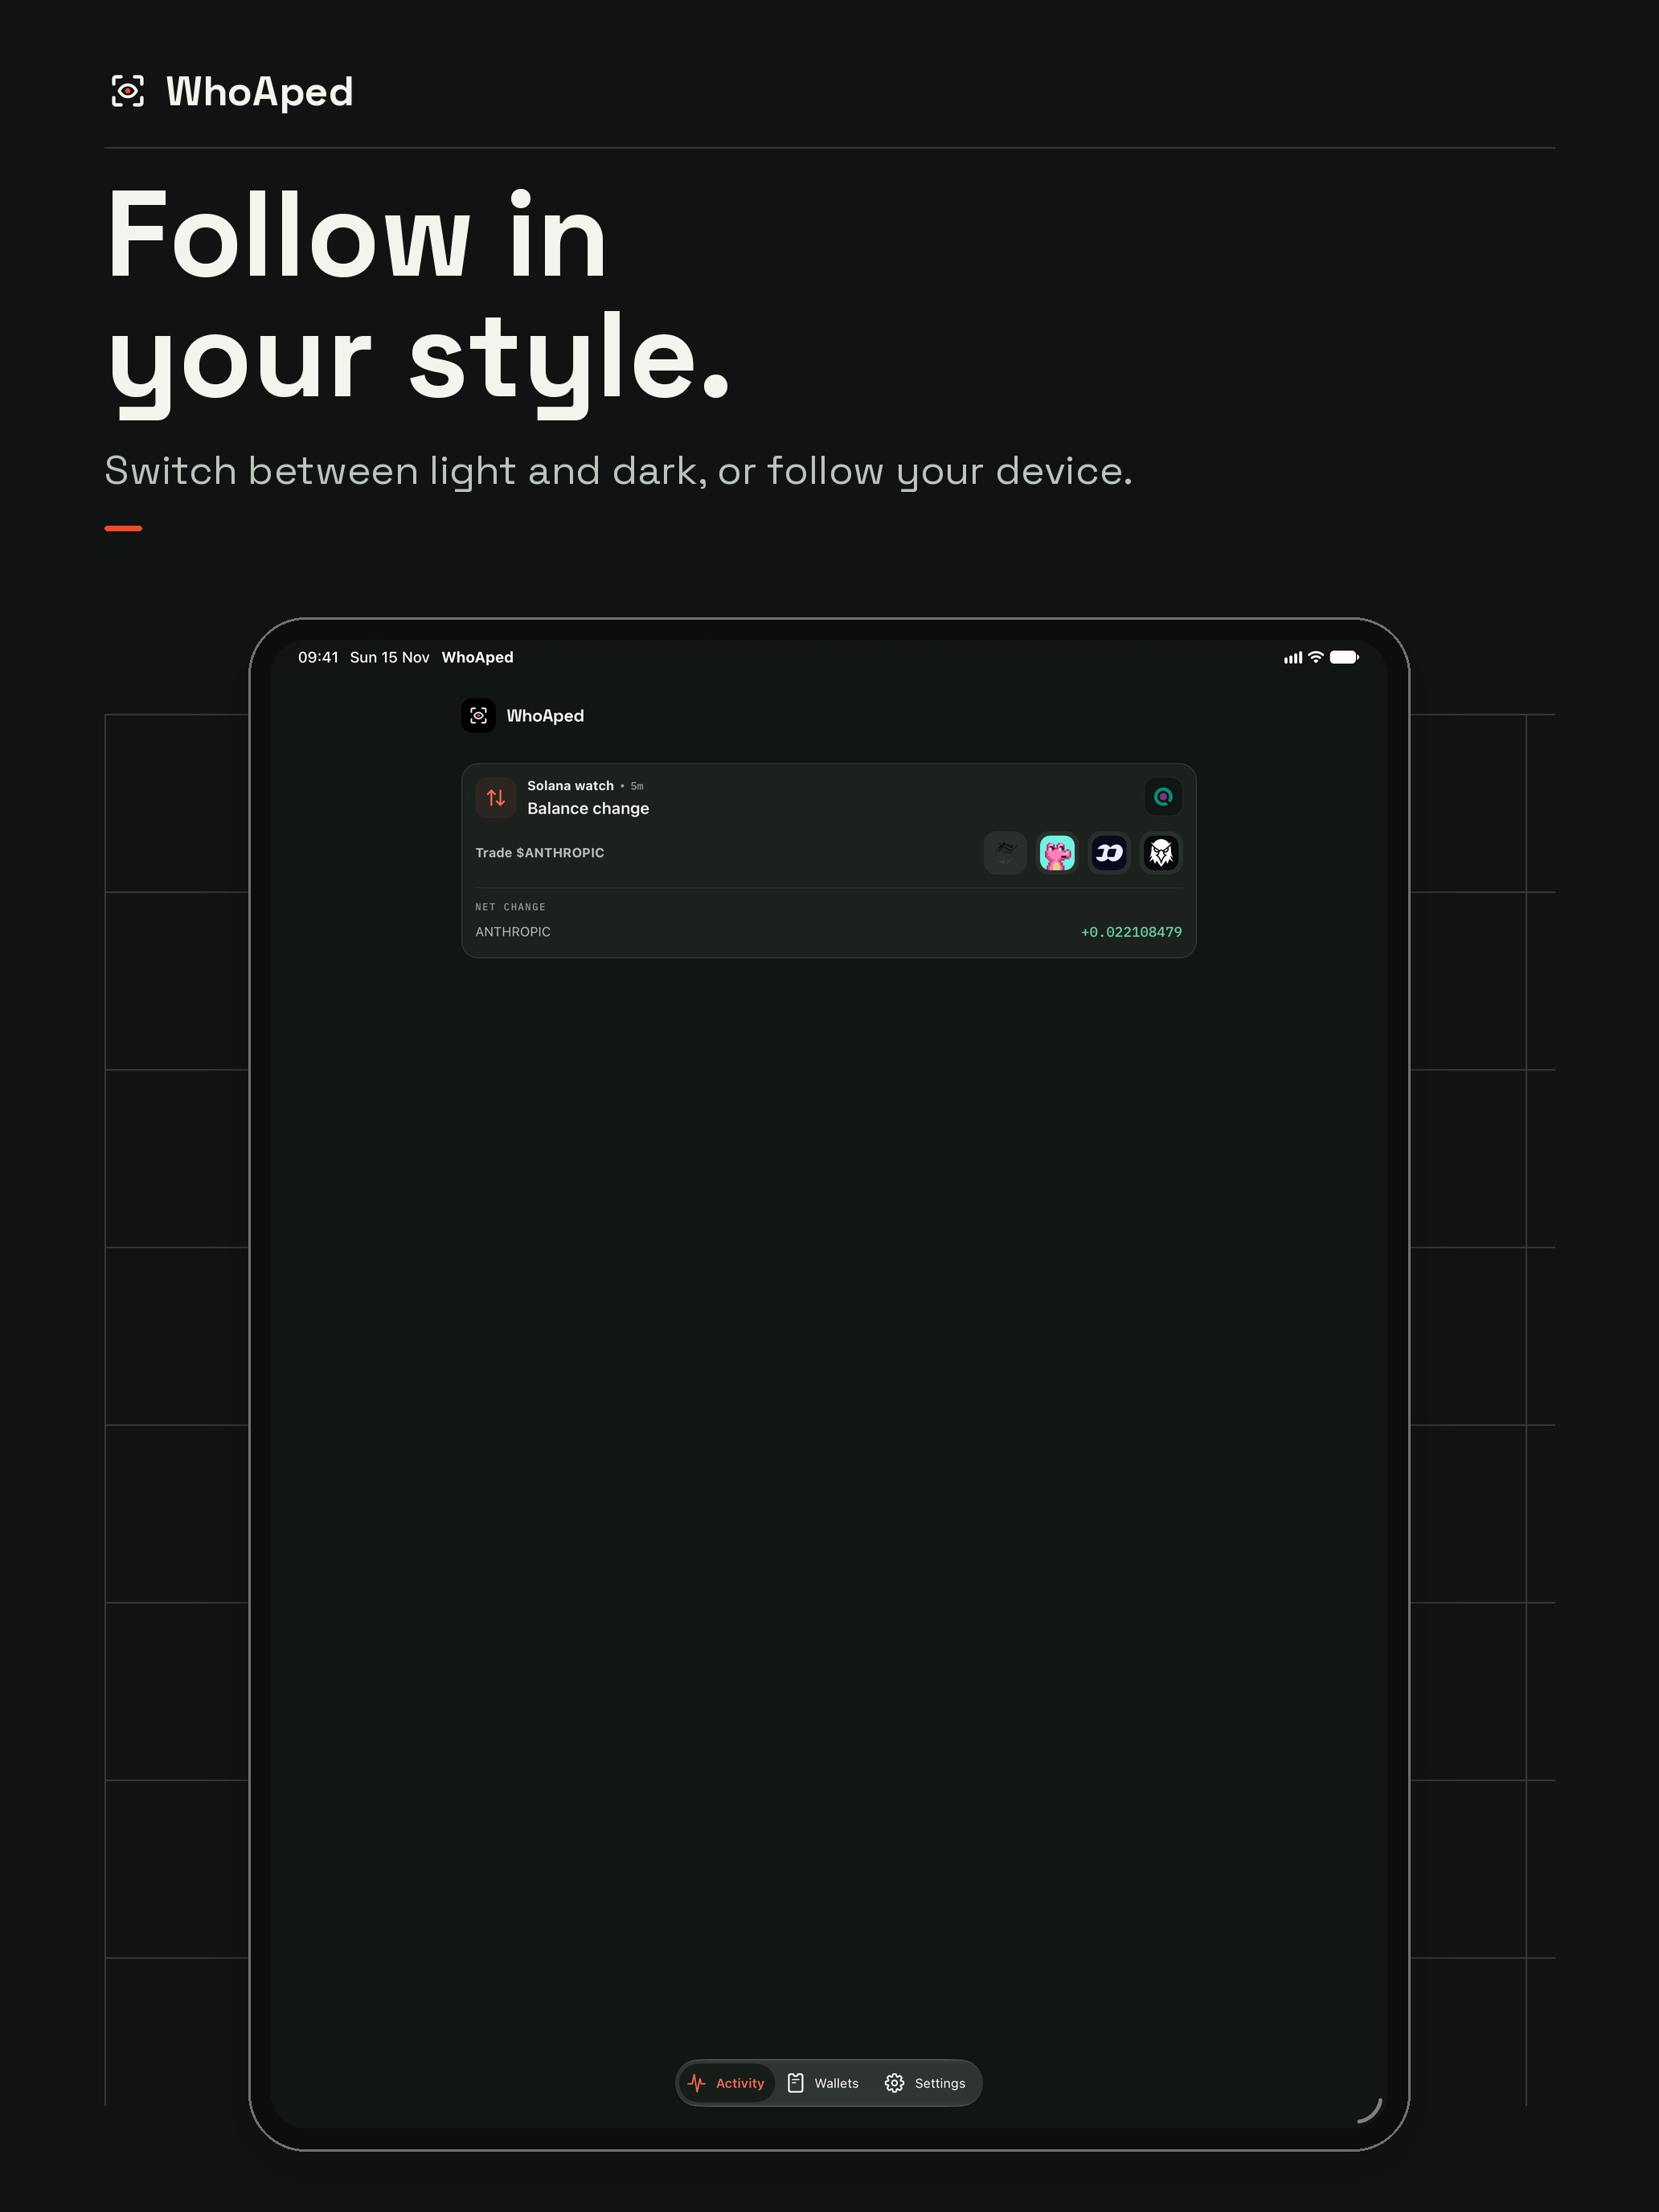 WhoAped
Follow in
your style.
Switch between light and dark, or follow your device.
09:41 Sun 15 Nov WhoAped
WhoAped
Solana watch • 5m
Balance change
Trade $ANTHROPIC
NET CHANGE
ANTHROPIC +0.022108479
Activity Wallets Settings